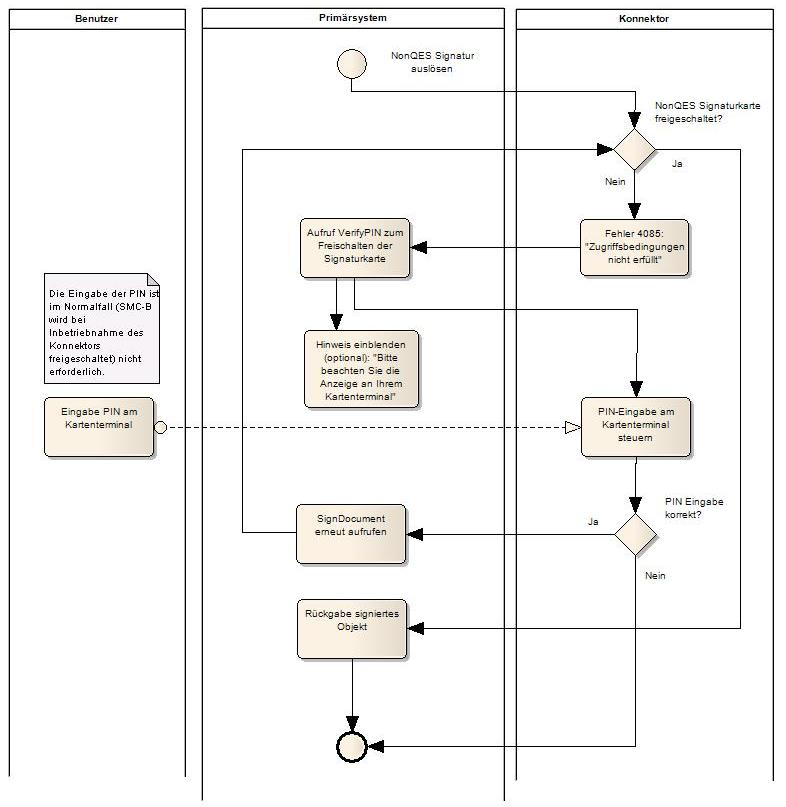 Benutzer
Primärsystem
Konnektor
NonQES Signatur
auslösen
NonQES Signaturkarte
freigeschaltet?
Ja
Nein
Aufruf VerifyPIN zum
Freischalten der
Signaturkarte
Fehler 4085:
"Zugriffsbedingungen
nicht erfüllt"
Die Eingabe der PIN ist
im Normalfall (SMC-B
wird bei
Inbetriebnahme des
Konnektors
freigeschaltet) nicht
erforderlich.
Hinweis einblenden
(optional): "Bitte
beachten Sie die
Anzeige an Ihrem
Kartenterminal"
Eingabe PIN am
Kartenterminal
PIN-Eingabe am
Kartenterminal
steuern
PIN Eingabe
korrekt?
Ja
Nein
SignDocument
erneut aufrufen
Rückgabe signiertes
Objekt